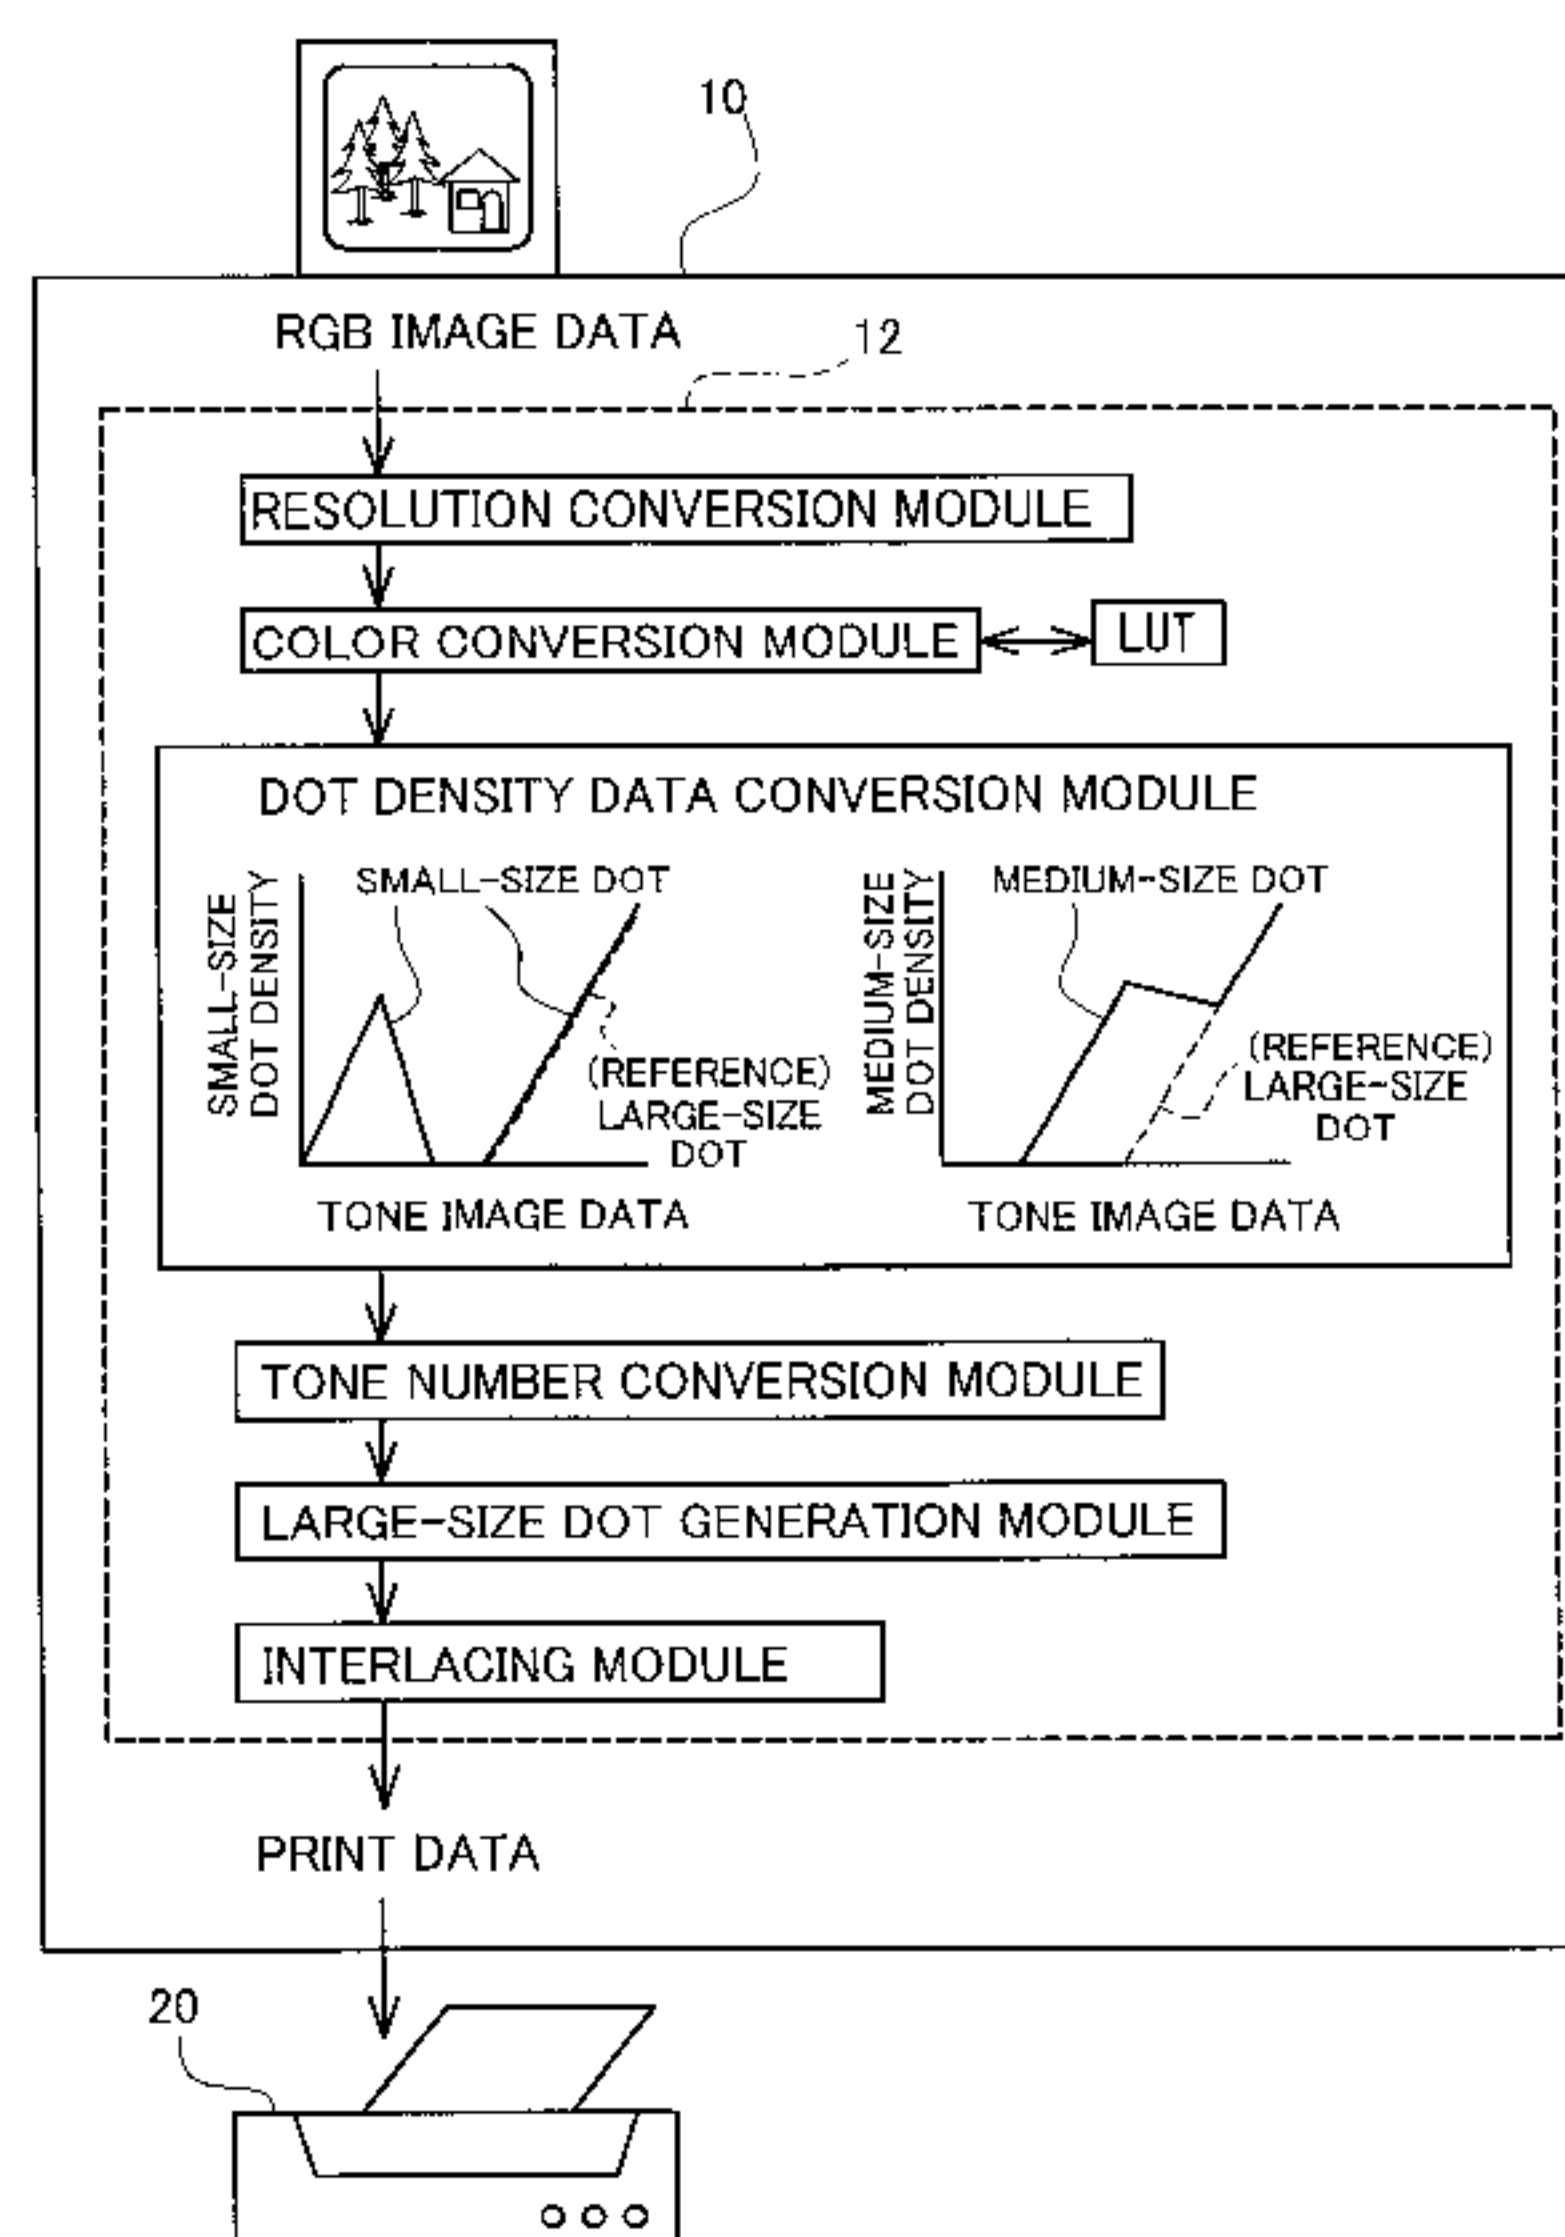 10
RGB IMAGE DATA
12
RESOLUTION CONVERSION MODULE
COLOR CONVERSION MODULE
LUT
DOT DENSITY DATA CONVERSION MODULE
SMALL-SIZE
DOT DENSITY
SMALL-SIZE DOT
(REFERENCE)
LARGE-SIZE
DOT
TONE IMAGE DATA
MEDIUM-SIZE
DOT DENSITY
MEDIUM-SIZE DOT
(REFERENCE)
LARGE-SIZE
DOT
TONE IMAGE DATA
TONE NUMBER CONVERSION MODULE
LARGE-SIZE DOT GENERATION MODULE
INTERLACING MODULE
PRINT DATA
20